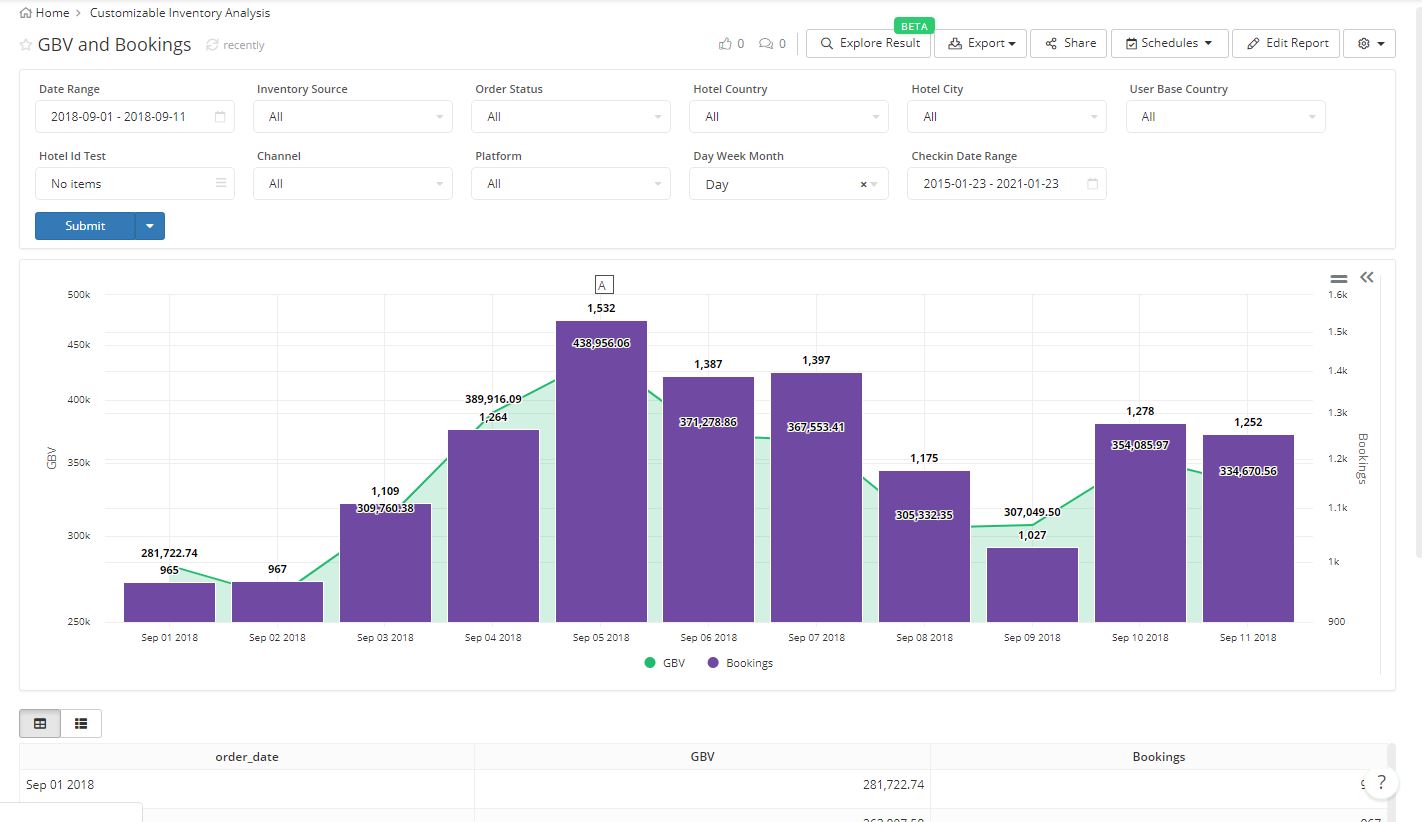 Home > Customizable Inventory Analysis
GBV and Bookings recently
0 0 Explore Result BETA Export Share Schedules Edit Report
Date Range Inventory Source Order Status Hotel Country Hotel City User Base Country
2018-09-01 - 2018-09-11 All All All All All
Hotel Id Test Channel Platform Day Week Month Checkin Date Range
No items All All Day × 2015-01-23 - 2021-01-23
Submit
A
500k 1.6k
1,532
1.5k
450k 438,956.06
1,387 1,397
1.4k
400k 389,916.09
1,264 1.3k
1,278
371,278.86 367,553.41 1,252
354,085.97
GBV Bookings
350k 1,175 1.2k
334,670.56
1,109
309,760.38 1.1k
305,332.35 307,049.50
300k 1,027
281,722.74 1k
965 967
250k 900
Sep 01 2018 Sep 02 2018 Sep 03 2018 Sep 04 2018 Sep 05 2018 Sep 06 2018 Sep 07 2018 Sep 08 2018 Sep 09 2018 Sep 10 2018 Sep 11 2018
GBV Bookings
order_date GBV Bookings
Sep 01 2018 281,722.74
?